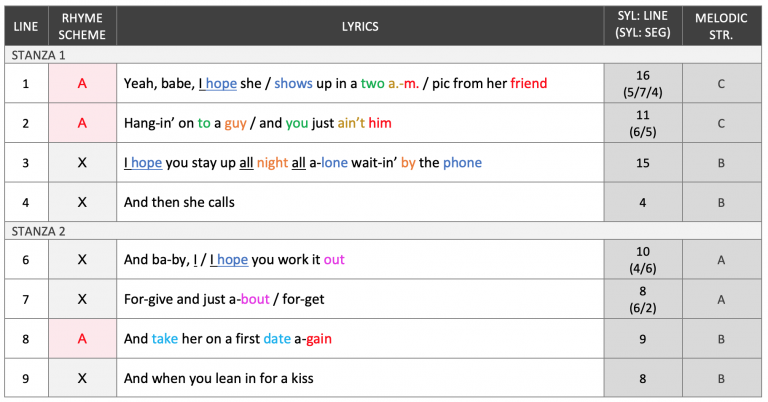 LINE RHYME SCHEME LYRICS SYL: LINE (SYL: SEG) MELODIC STR.
STANZA 1
1 A Yeah, babe, I hope she / shows up in a two a.-m. / pic from her friend 16 (5/7/4) C
2 A Hang-in’ on to a guy / and you just ain’t him 11 (6/5) C
3 X I hope you stay up all night all a-lone wait-in’ by the phone 15 B
4 X And then she calls 4 B
STANZA 2
6 X And ba-by, I / I hope you work it out 10 (4/6) A
7 X For-give and just a-bout / for-get 8 (6/2) A
8 A And take her on a first date a-gain 9 B
9 X And when you lean in for a kiss 8 B